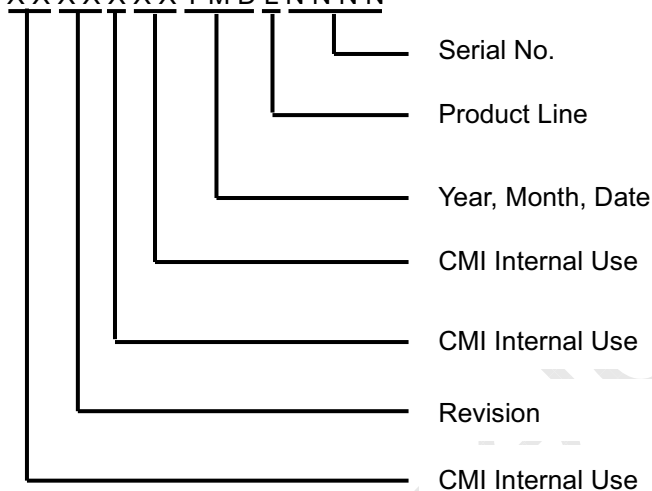 X X X X X X X Y M D L N N N N
Serial No.
Product Line
Year, Month, Date
CMI Internal Use
CMI Internal Use
Revision
CMI Internal Use